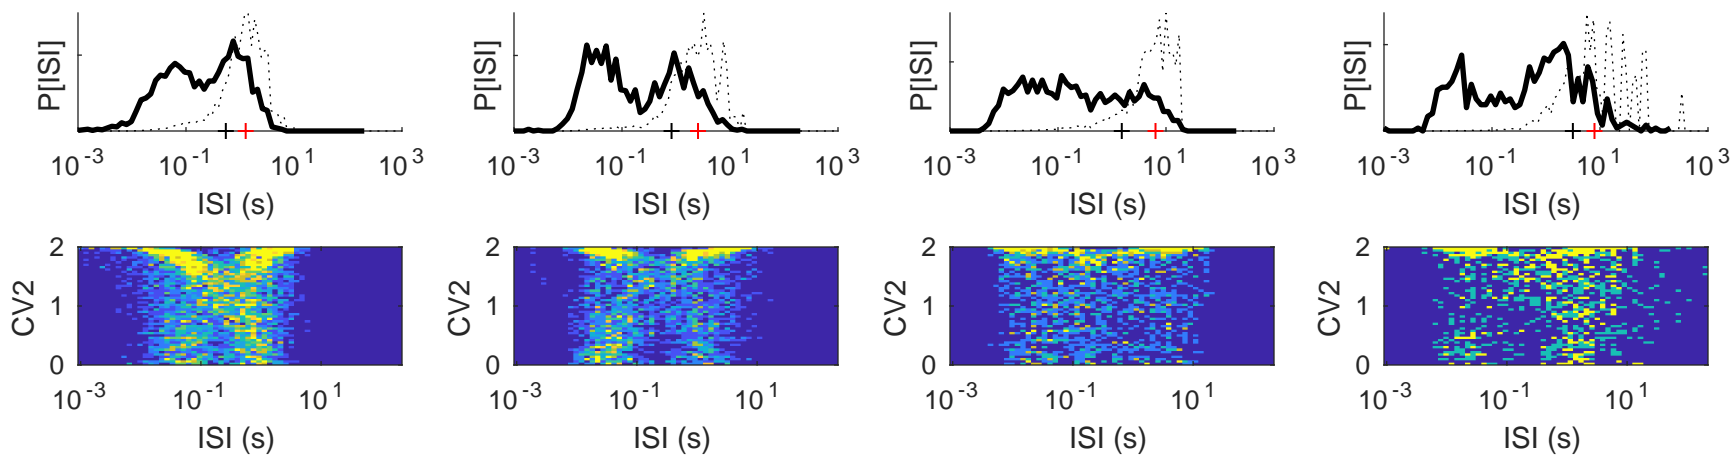 P[ISI] P[ISI] P[ISI] P[ISI]
10^-3 10^-1 10^1 10^3 10^-3 10^-1 10^1 10^3 10^-3 10^-1 10^1 10^3 10^-3 10^-1 10^1 10^3
ISI (s) ISI (s) ISI (s) ISI (s)
CV2 2 1 0 CV2 2 1 0 CV2 2 1 0 CV2 2 1 0
10^-3 10^-1 10^1 10^-3 10^-1 10^1 10^-3 10^-1 10^1 10^-3 10^-1 10^1
ISI (s) ISI (s) ISI (s) ISI (s)